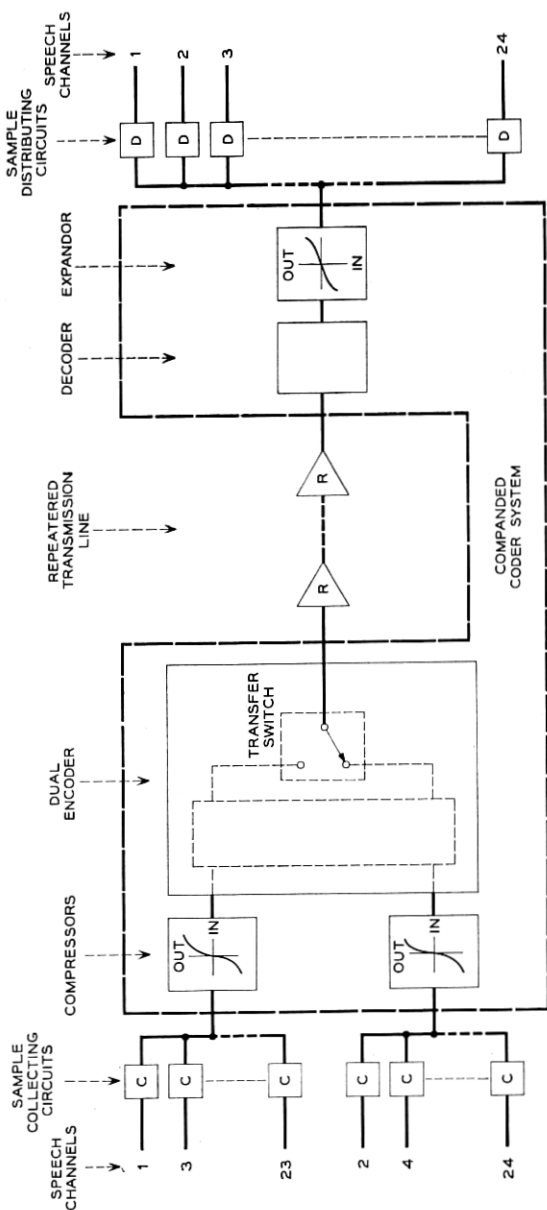 SPEECH
CHANNELS
SAMPLE
COLLECTING
CIRCUITS
COMPRESSORS
DUAL
ENCODER
REPEATERED
TRANSMISSION
LINE
DECODER
EXPANDOR
SAMPLE
DISTRIBUTING
CIRCUITS
SPEECH
CHANNELS
1
C
3
C
23
C
2
C
4
C
24
C
OUT
IN
OUT
IN
TRANSFER
SWITCH
R
R
OUT
IN
D
1
D
2
D
3
D
24
COMPANDED
CODER SYSTEM